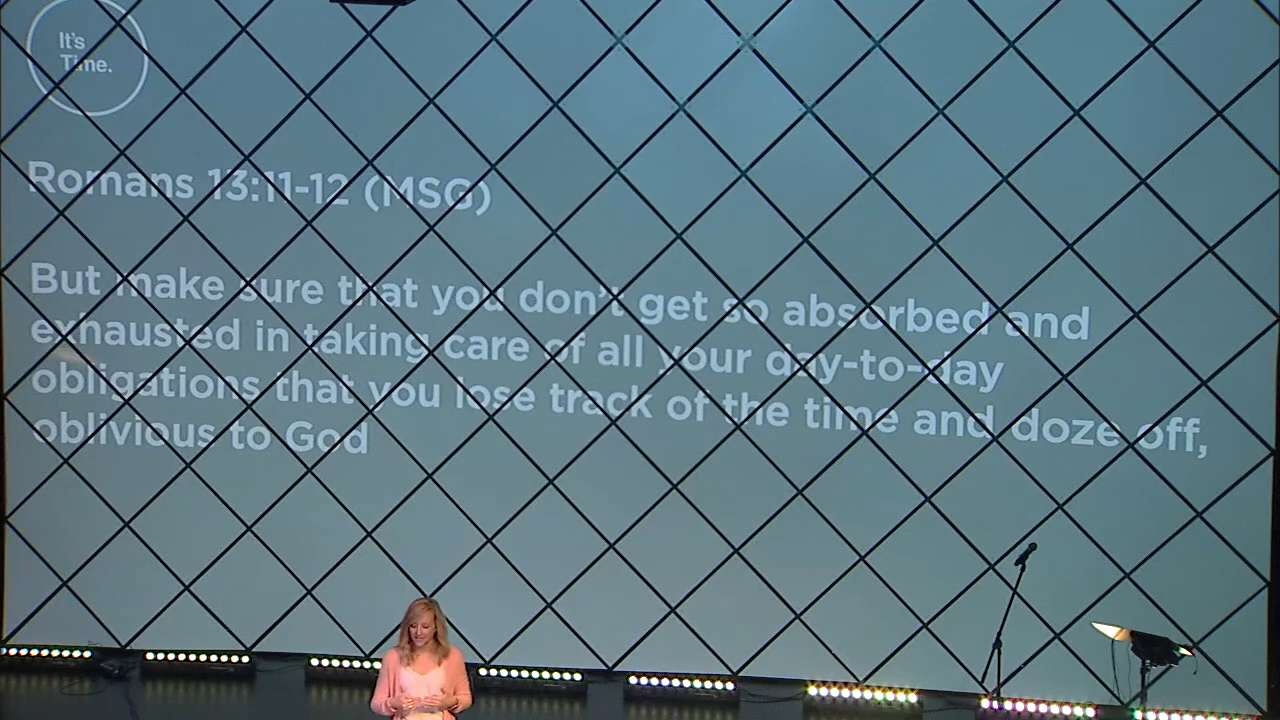 It's
Time.
Romans 13:11-12 (MSG)
But make sure that you don't get so absorbed and
exhausted in taking care of all your day-to-day
obligations that you lose track of the time and doze off,
oblivious to God